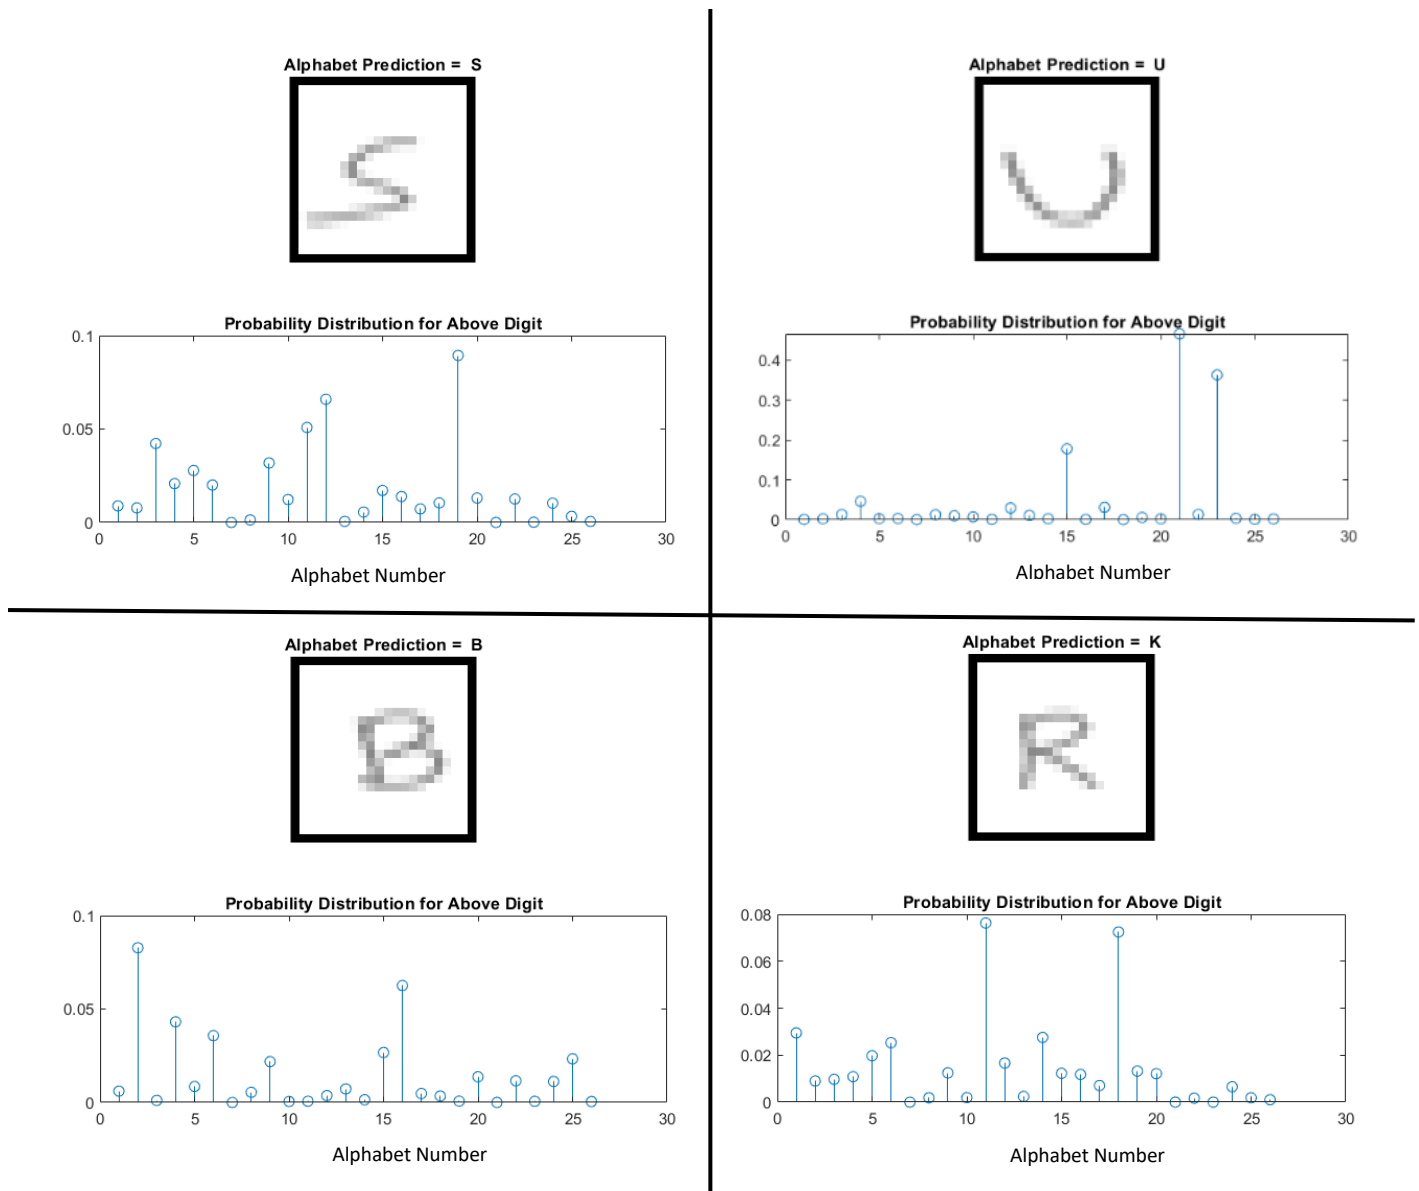 Alphabet Prediction = S
S
Probability Distribution for Above Digit
0.1
0.05
0
0 5 10 15 20 25 30
Alphabet Number
Alphabet Prediction = U
U
Probability Distribution for Above Digit
0.4
0.3
0.2
0.1
0
0 5 10 15 20 25 30
Alphabet Number
Alphabet Prediction = B
B
Probability Distribution for Above Digit
0.1
0.05
0
0 5 10 15 20 25 30
Alphabet Number
Alphabet Prediction = K
R
Probability Distribution for Above Digit
0.08
0.06
0.04
0.02
0
0 5 10 15 20 25 30
Alphabet Number